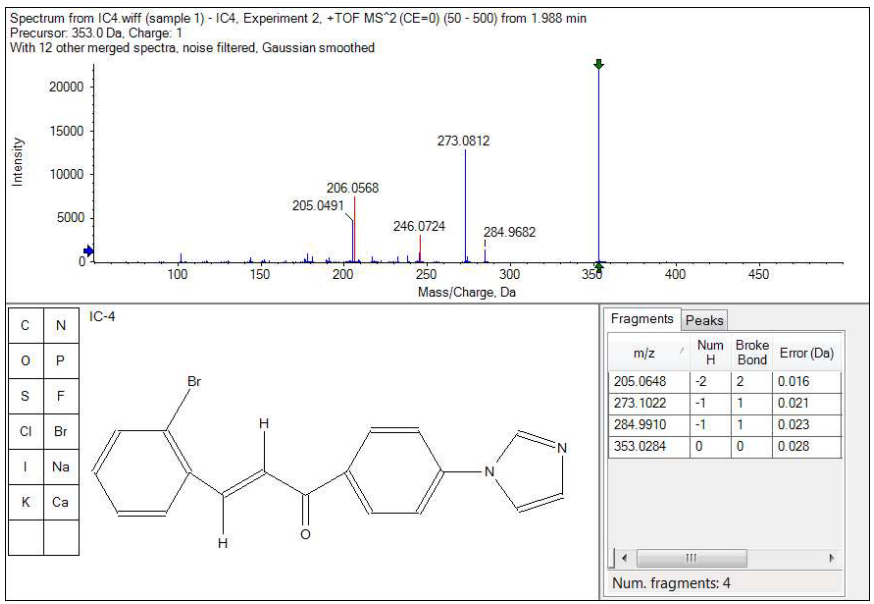 Spectrum from IC4.wiff (sample 1) - IC4, Experiment 2, +TOF MS^2 (CE=0) (50 - 500) from 1.988 min
Precursor: 353.0 Da, Charge: 1
With 12 other merged spectra, noise filtered, Gaussian smoothed
Intensity
20000
15000
10000
5000
0
273.0812
206.0568
205.0491
246.0724
284.9682
100 150 200 250 300 350 400 450
Mass/Charge, Da
C N
O P
S F
Cl Br
I Na
K Ca
IC-4
Br
H
N
N
O
H
Fragments Peaks
m/z Num H Broke Bond Error (Da)
205.0648 -2 2 0.016
273.1022 -1 1 0.021
284.9910 -1 1 0.023
353.0284 0 0 0.028
Num. fragments: 4